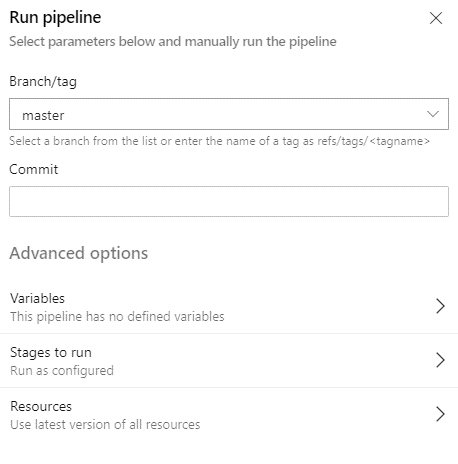 Run pipeline
Select parameters below and manually run the pipeline
Branch/tag
master
Select a branch from the list or enter the name of a tag as refs/tags/<tagname>
Commit
Advanced options
Variables
This pipeline has no defined variables
Stages to run
Run as configured
Resources
Use latest version of all resources